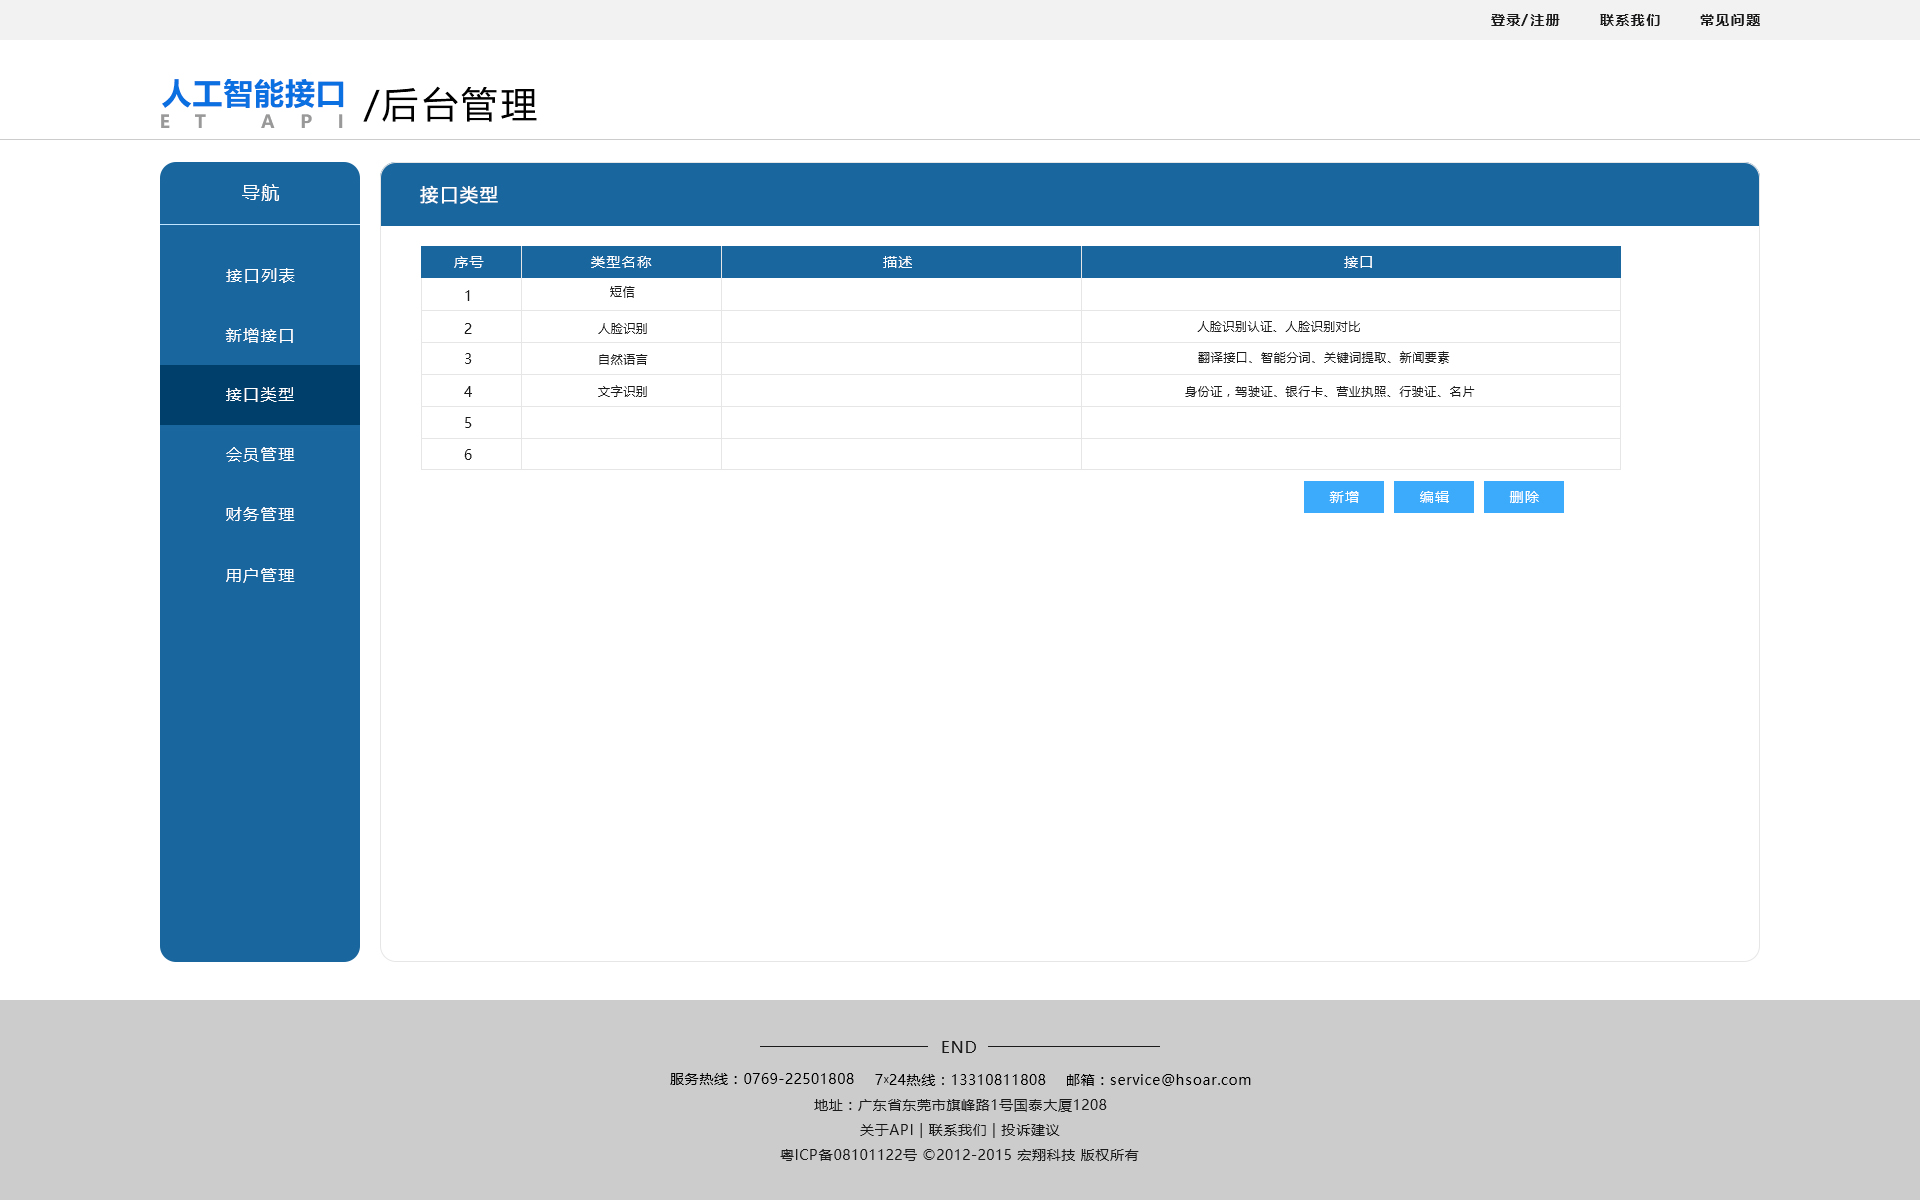 登录/注册 联系我们 常见问题
人工智能接口
ET API
/后台管理
导航
接口列表
新增接口
接口类型
会员管理
财务管理
用户管理
接口类型
序号 类型名称 描述 接口
1 短信
2 人脸识别 人脸识别认证、人脸识别对比
3 自然语言 翻译接口、智能分词、关键词提取、新闻要素
4 文字识别 身份证，驾驶证、银行卡、营业执照、行驶证、名片
5
6
新增 编辑 删除
END
服务热线：0769-22501808 7x24热线：13310811808 邮箱：service@hsoar.com
地址：广东省东莞市旗峰路1号国泰大厦1208
关于API | 联系我们 | 投诉建议
粤ICP备08101122号 ©2012-2015 宏翔科技 版权所有